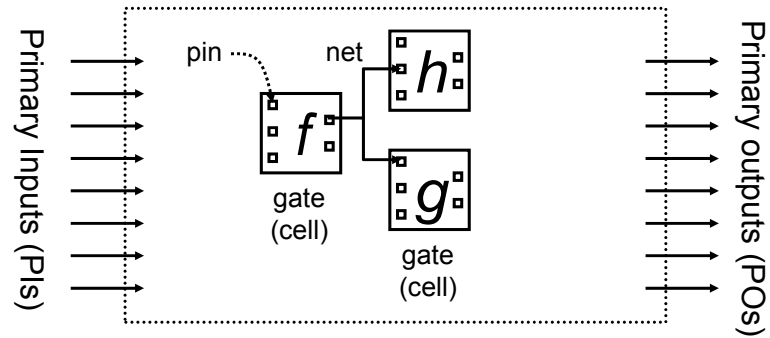 Primary Inputs (PIs)
pin
net
h
f
gate
(cell)
g
gate
(cell)
Primary outputs (POs)